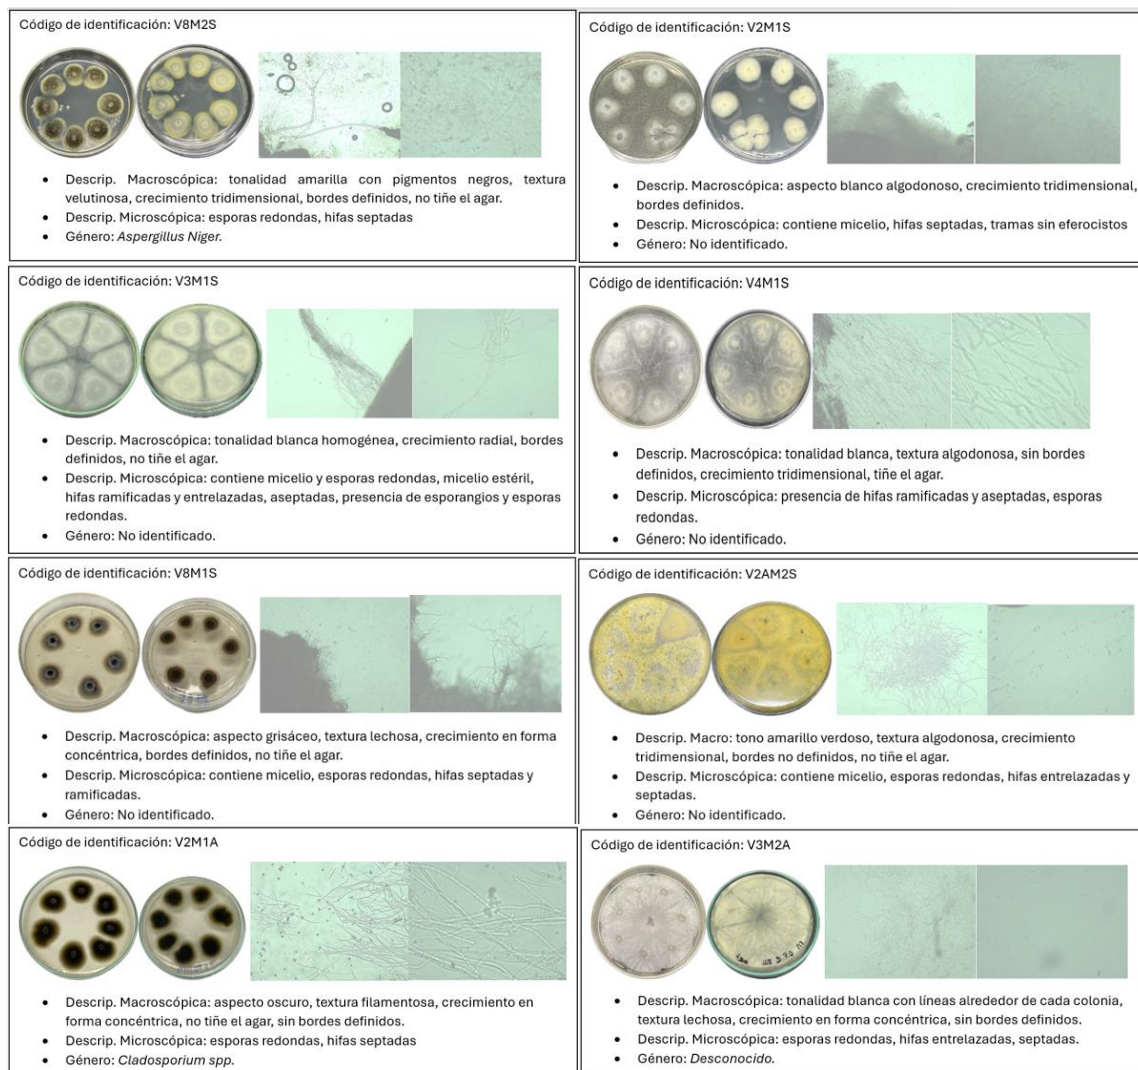 Código de identificación: V8M2S
• Descrip. Macroscópica: tonalidad amarilla con pigmentos negros, textura
velutinosa, crecimiento tridimensional, bordes definidos, no tiñe el agar.
• Descrip. Microscópica: esporas redondas, hifas septadas
• Género: Aspergillus Niger.
Código de identificación: V2M1S
• Descrip. Macroscópica: aspecto blanco algodonoso, crecimiento tridimensional,
bordes definidos.
• Descrip. Microscópica: contiene micelio, hifas septadas, tramas sin eferocistos
• Género: No identificado.
Código de identificación: V3M1S
• Descrip. Macroscópica: tonalidad blanca homogénea, crecimiento radial, bordes
definidos, no tiñe el agar.
• Descrip. Microscópica: contiene micelio y esporas redondas, micelio estéril,
hifas ramificadas y entrelazadas, aseptadas, presencia de esporangios y esporas
redondas.
• Género: No identificado.
Código de identificación: V4M1S
• Descrip. Macroscópica: tonalidad blanca, textura algodonosa, sin bordes
definidos, crecimiento tridimensional, tiñe el agar.
• Descrip. Microscópica: presencia de hifas ramificadas y aseptadas, esporas
redondas.
• Género: No identificado.
Código de identificación: V8M1S
• Descrip. Macroscópica: aspecto grisáceo, textura lechosa, crecimiento en forma
concéntrica, bordes definidos, no tiñe el agar.
• Descrip. Microscópica: contiene micelio, esporas redondas, hifas septadas y
ramificadas.
• Género: No identificado.
Código de identificación: V2AM2S
• Descrip. Macro: tono amarillo verdoso, textura algodonosa, crecimiento
tridimensional, bordes no definidos, no tiñe el agar.
• Descrip. Microscópica: contiene micelio, esporas redondas, hifas entrelazadas y
septadas.
• Género: No identificado.
Código de identificación: V2M1A
• Descrip. Macroscópica: aspecto oscuro, textura filamentosa, crecimiento en
forma concéntrica, no tiñe el agar, sin bordes definidos.
• Descrip. Microscópica: esporas redondas, hifas septadas
• Género: Cladosporium spp.
Código de identificación: V3M2A
• Descrip. Macroscópica: tonalidad blanca con líneas alrededor de cada colonia,
textura lechosa, crecimiento en forma concéntrica, sin bordes definidos.
• Descrip. Microscópica: esporas redondas, hifas entrelazadas, septadas.
• Género: Desconocido.